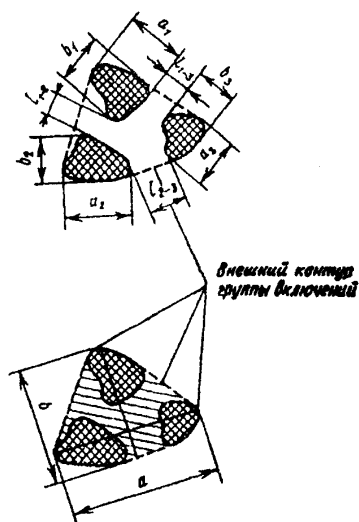 a₁
b₁
l₁₋₃
b₃
l₁₋₂
b₂
a₃
a₂
l₂₋₃
Внешний контур
группы включений
b
a